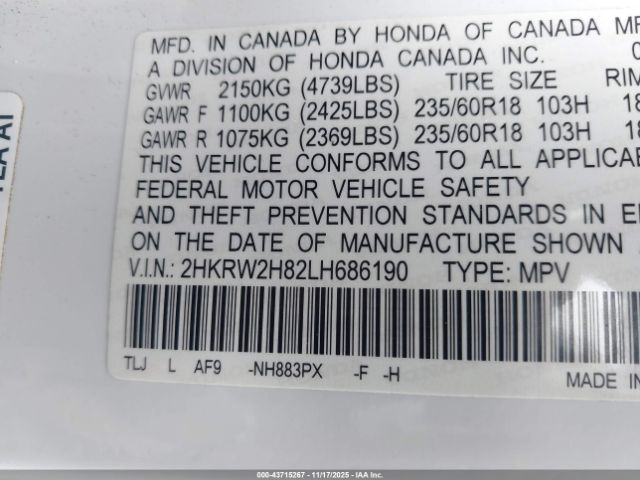 MFD. IN CANADA BY HONDA OF CANADA
A DIVISION OF HONDA CANADA INC.
GVWR 2150KG (4739LBS) TIRE SIZE RIM
GAWR F 1100KG (2425LBS) 235/60R18 103H 18
GAWR R 1075KG (2369LBS) 235/60R18 103H 18
THIS VEHICLE CONFORMS TO ALL APPLICAB
FEDERAL MOTOR VEHICLE SAFETY
AND THEFT PREVENTION STANDARDS IN
ON THE DATE OF MANUFACTURE SHOWN
V.I.N.: 2HKRW2H82LH686190 TYPE: MPV
TLJ L AF9 -NH883PX -F -H
MADE IN
000-43715267 - 11/17/2025 - IAA Inc.